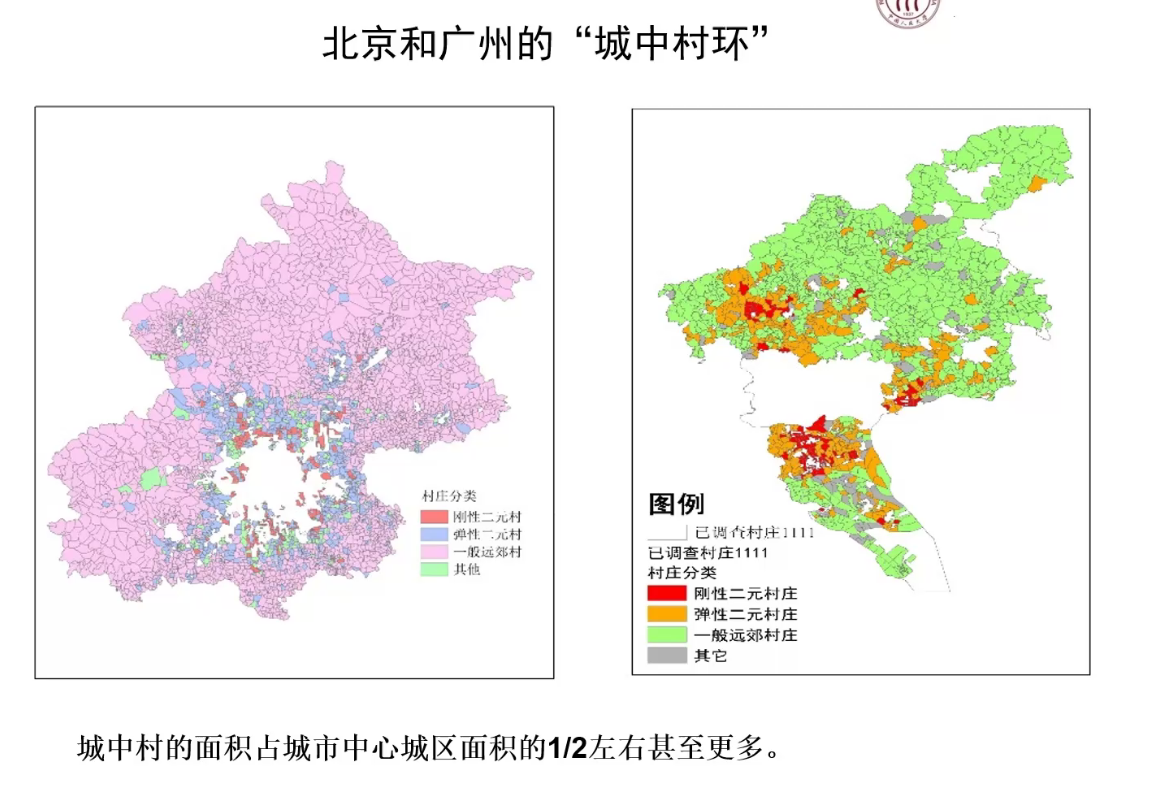 北京和广州的“城中村环”
村庄分类
刚性二元村
弹性二元村
一般远郊村
其他
图例
已调查村庄1111
已调查村庄1111
村庄分类
刚性二元村庄
弹性二元村庄
一般远郊村庄
其它
城中村的面积占城市中心城区面积的1/2左右甚至更多。